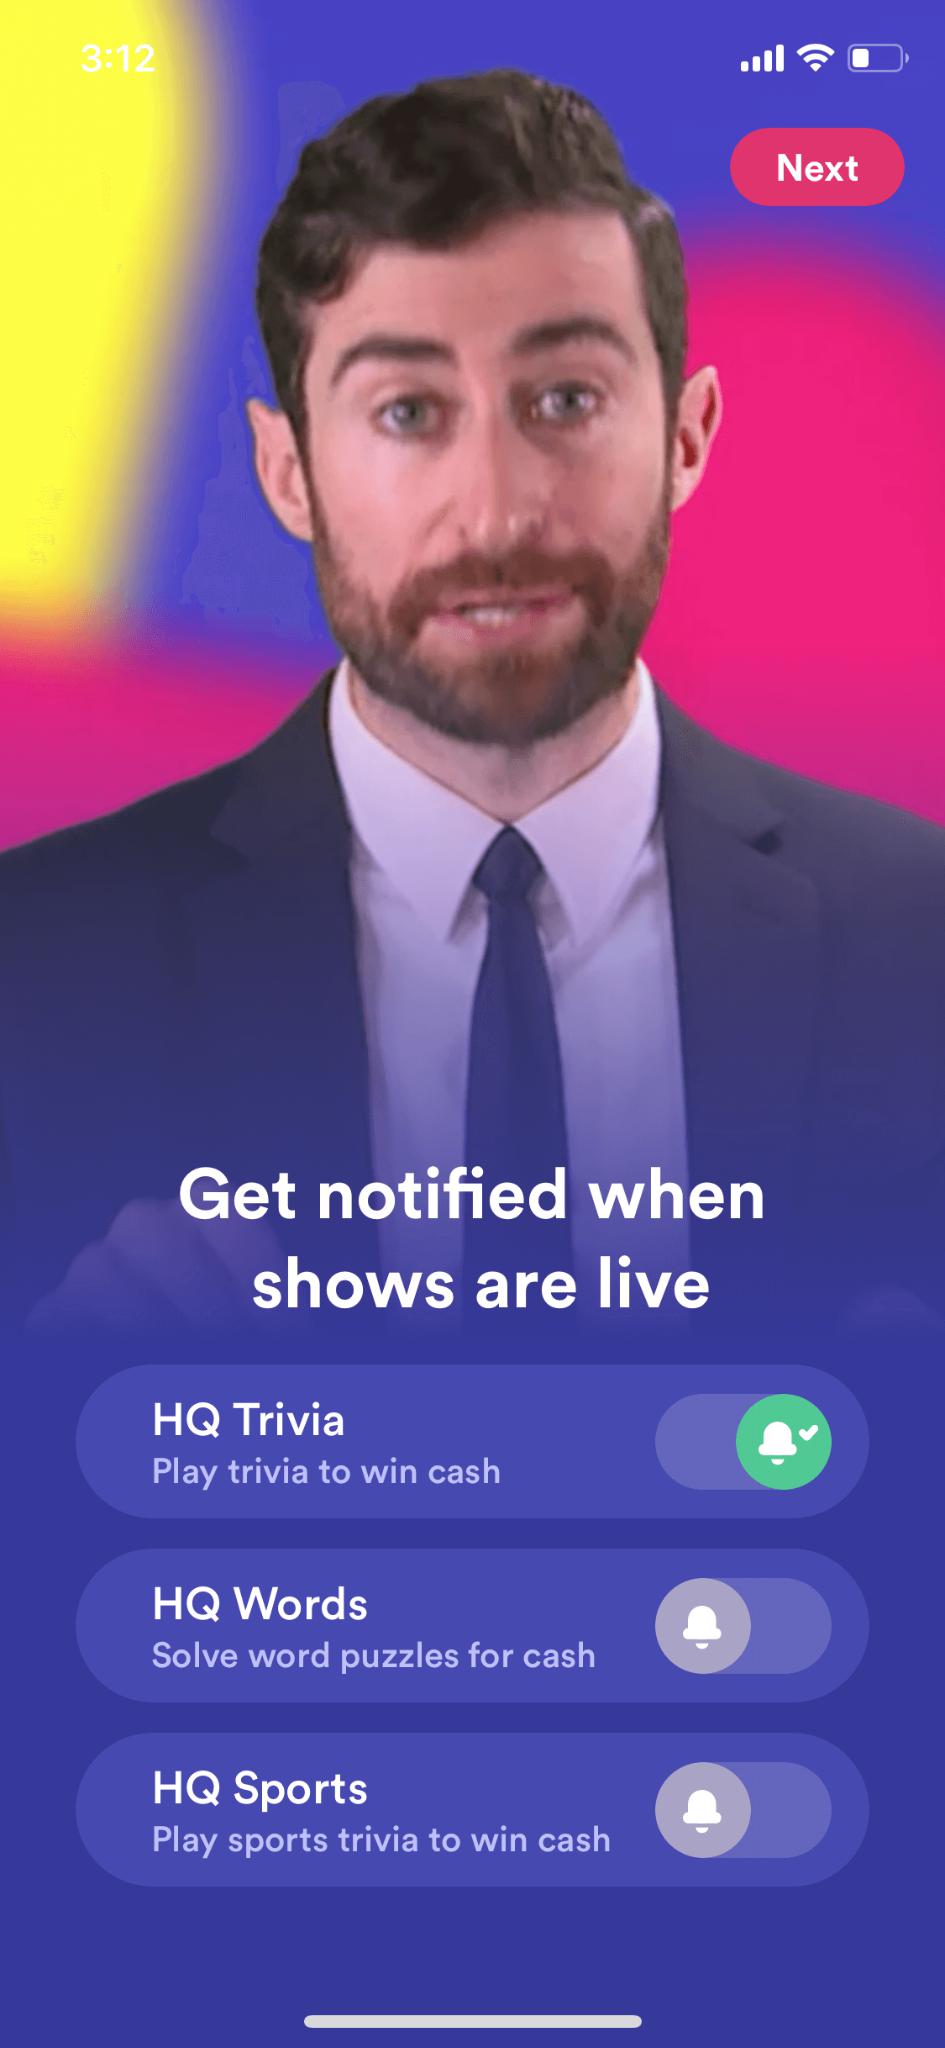 3:12
Next
Get notified when
shows are live
HQ Trivia
Play trivia to win cash
HQ Words
Solve word puzzles for cash
HQ Sports
Play sports trivia to win cash